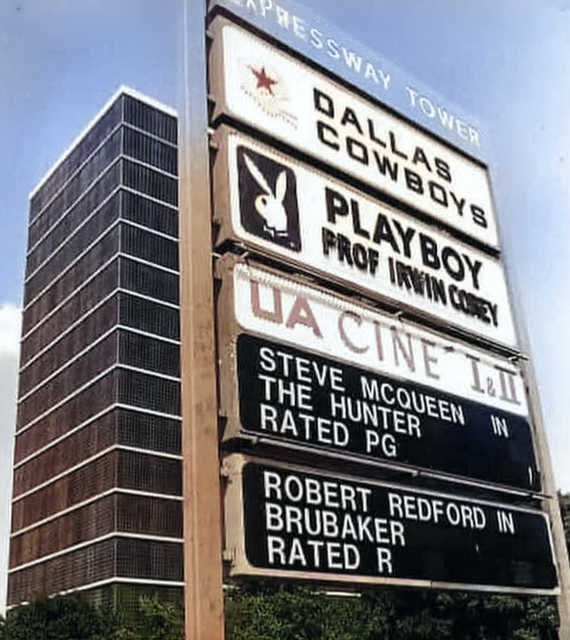 EXPRESSWAY TOWER
DALLAS
COWBOYS
PLAYBOY
PROF IRWIN COREY
UA CINE I&II
STEVE MCQUEEN IN
THE HUNTER
RATED PG
ROBERT REDFORD IN
BRUBAKER
RATED R